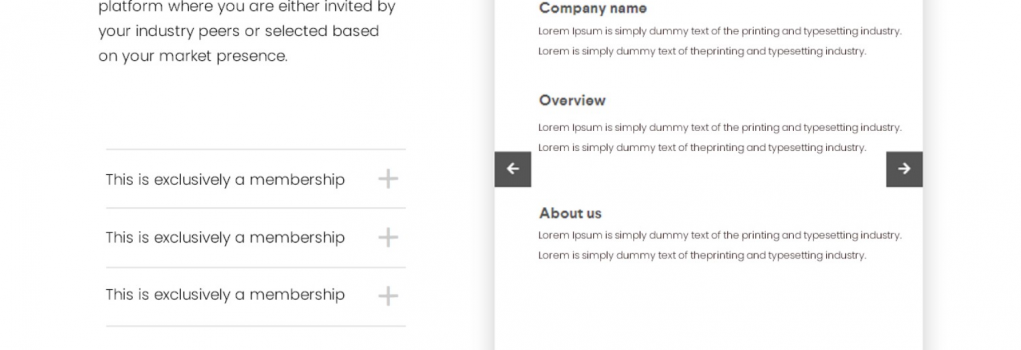 platform where you are either invited by
your industry peers or selected based
on your market presence.
This is exclusively a membership
This is exclusively a membership
This is exclusively a membership
Company name
Lorem Ipsum is simply dummy text of the printing and typesetting industry.
Lorem is simply dummy text of theprinting and typesetting industry.
Overview
Lorem Ipsum is simply dummy text of the printing and typesetting industry.
Lorem is simply dummy text of theprinting and typesetting industry.
About us
Lorem Ipsum is simply dummy text of the printing and typesetting industry.
Lorem is simply dummy text of theprinting and typesetting industry.